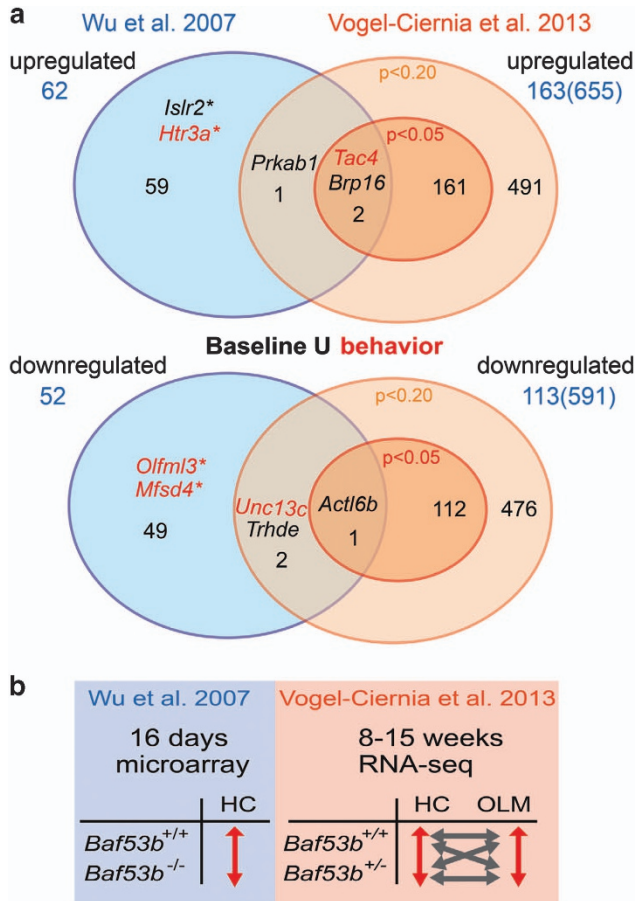 a
Wu et al. 2007
Vogel-Ciernia et al. 2013
upregulated
62
p<0.20
upregulated
163(655)
Islr2*
Htr3a*
p<0.05
Prkab1
Tac4
Brp16
59
1
2
161
491
Baseline U behavior
downregulated
52
p<0.20
downregulated
113(591)
Olfml3*
Mfsd4*
p<0.05
Unc13c
Trhde
Actl6b
49
2
1
112
476
b
Wu et al. 2007
Vogel-Ciernia et al. 2013
16 days
microarray
8-15 weeks
RNA-seq
HC
HC OLM
Baf53b+/+
Baf53b-/-
Baf53b+/+
Baf53b+/-